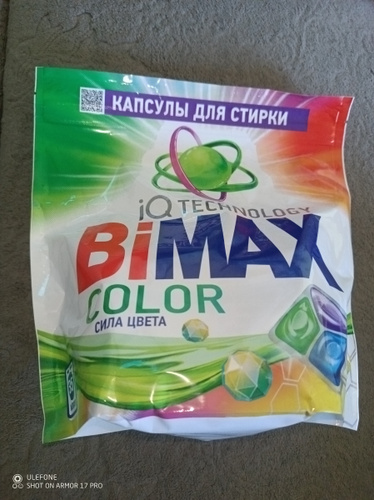 КАПСУЛЫ ДЛЯ СТИРКИ
iQ TECHNOLOGY
BiMAX
COLOR
СИЛА ЦВЕТА
ULEFONE
SHOT ON ARMOR 17 PRO